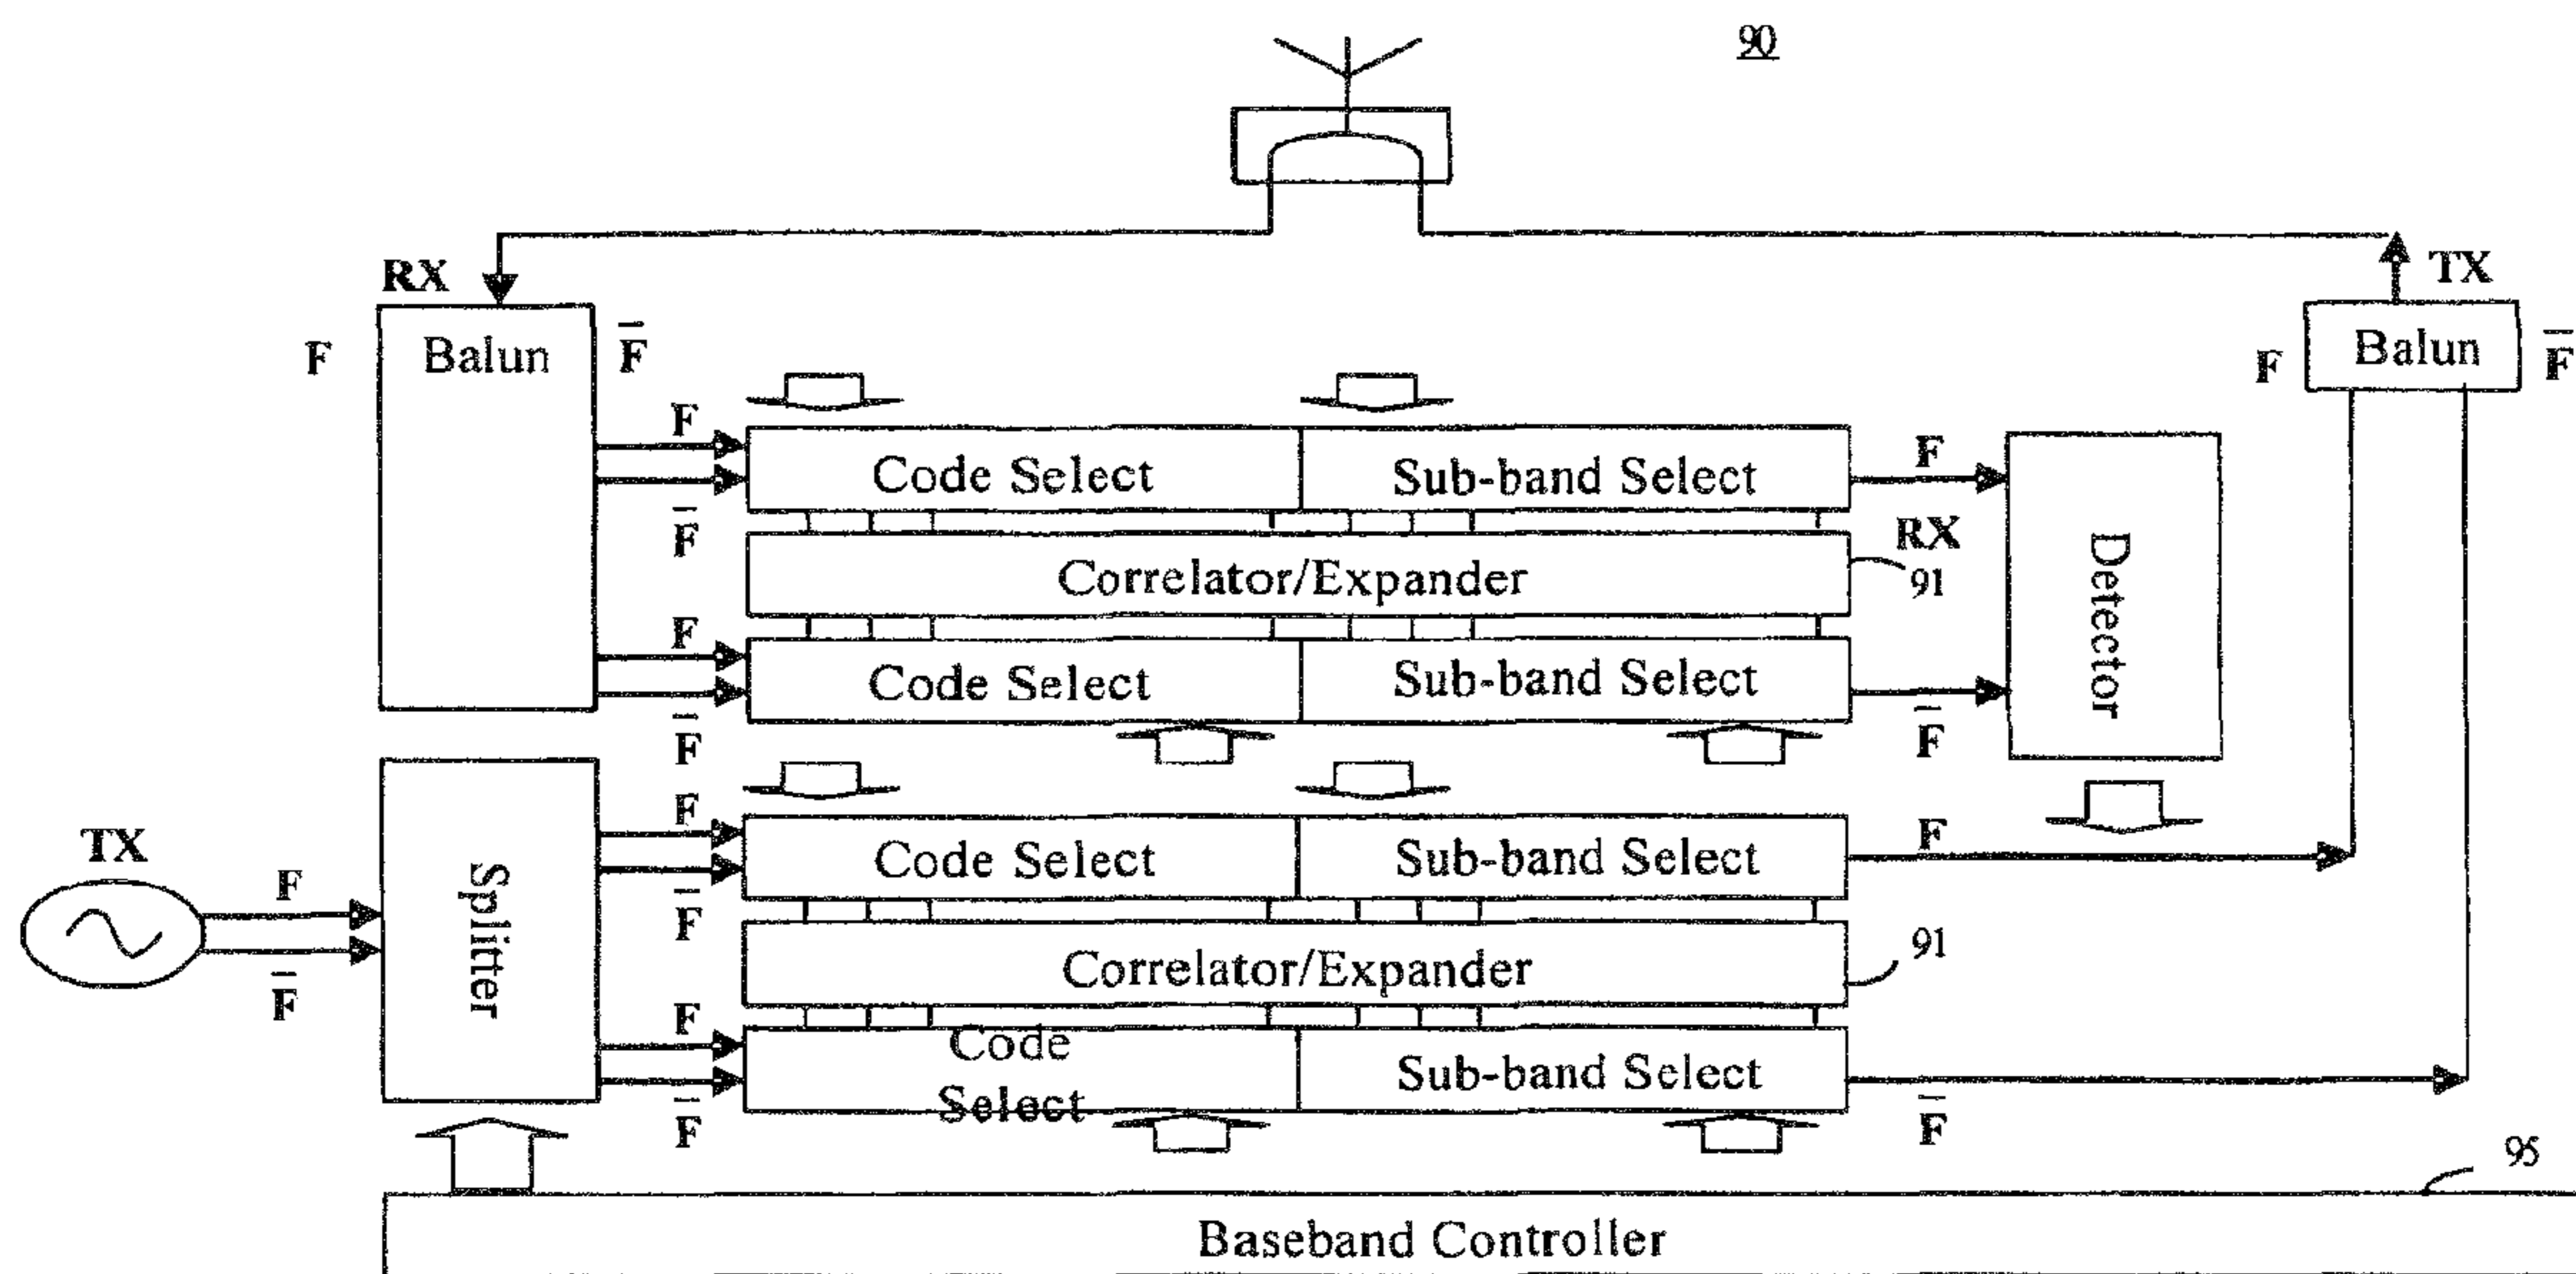 90
RX
TX
F
Balun
F̅
F
Balun
F̅
F
F̅
Code Select
Sub-band Select
F
Correlator/Expander
RX
91
Detector
F
F̅
Code Select
Sub-band Select
F̅
TX
F
F̅
Splitter
F
F̅
Code Select
Sub-band Select
F
Correlator/Expander
91
F
F̅
Code
Select
Sub-band Select
F̅
95
Baseband Controller